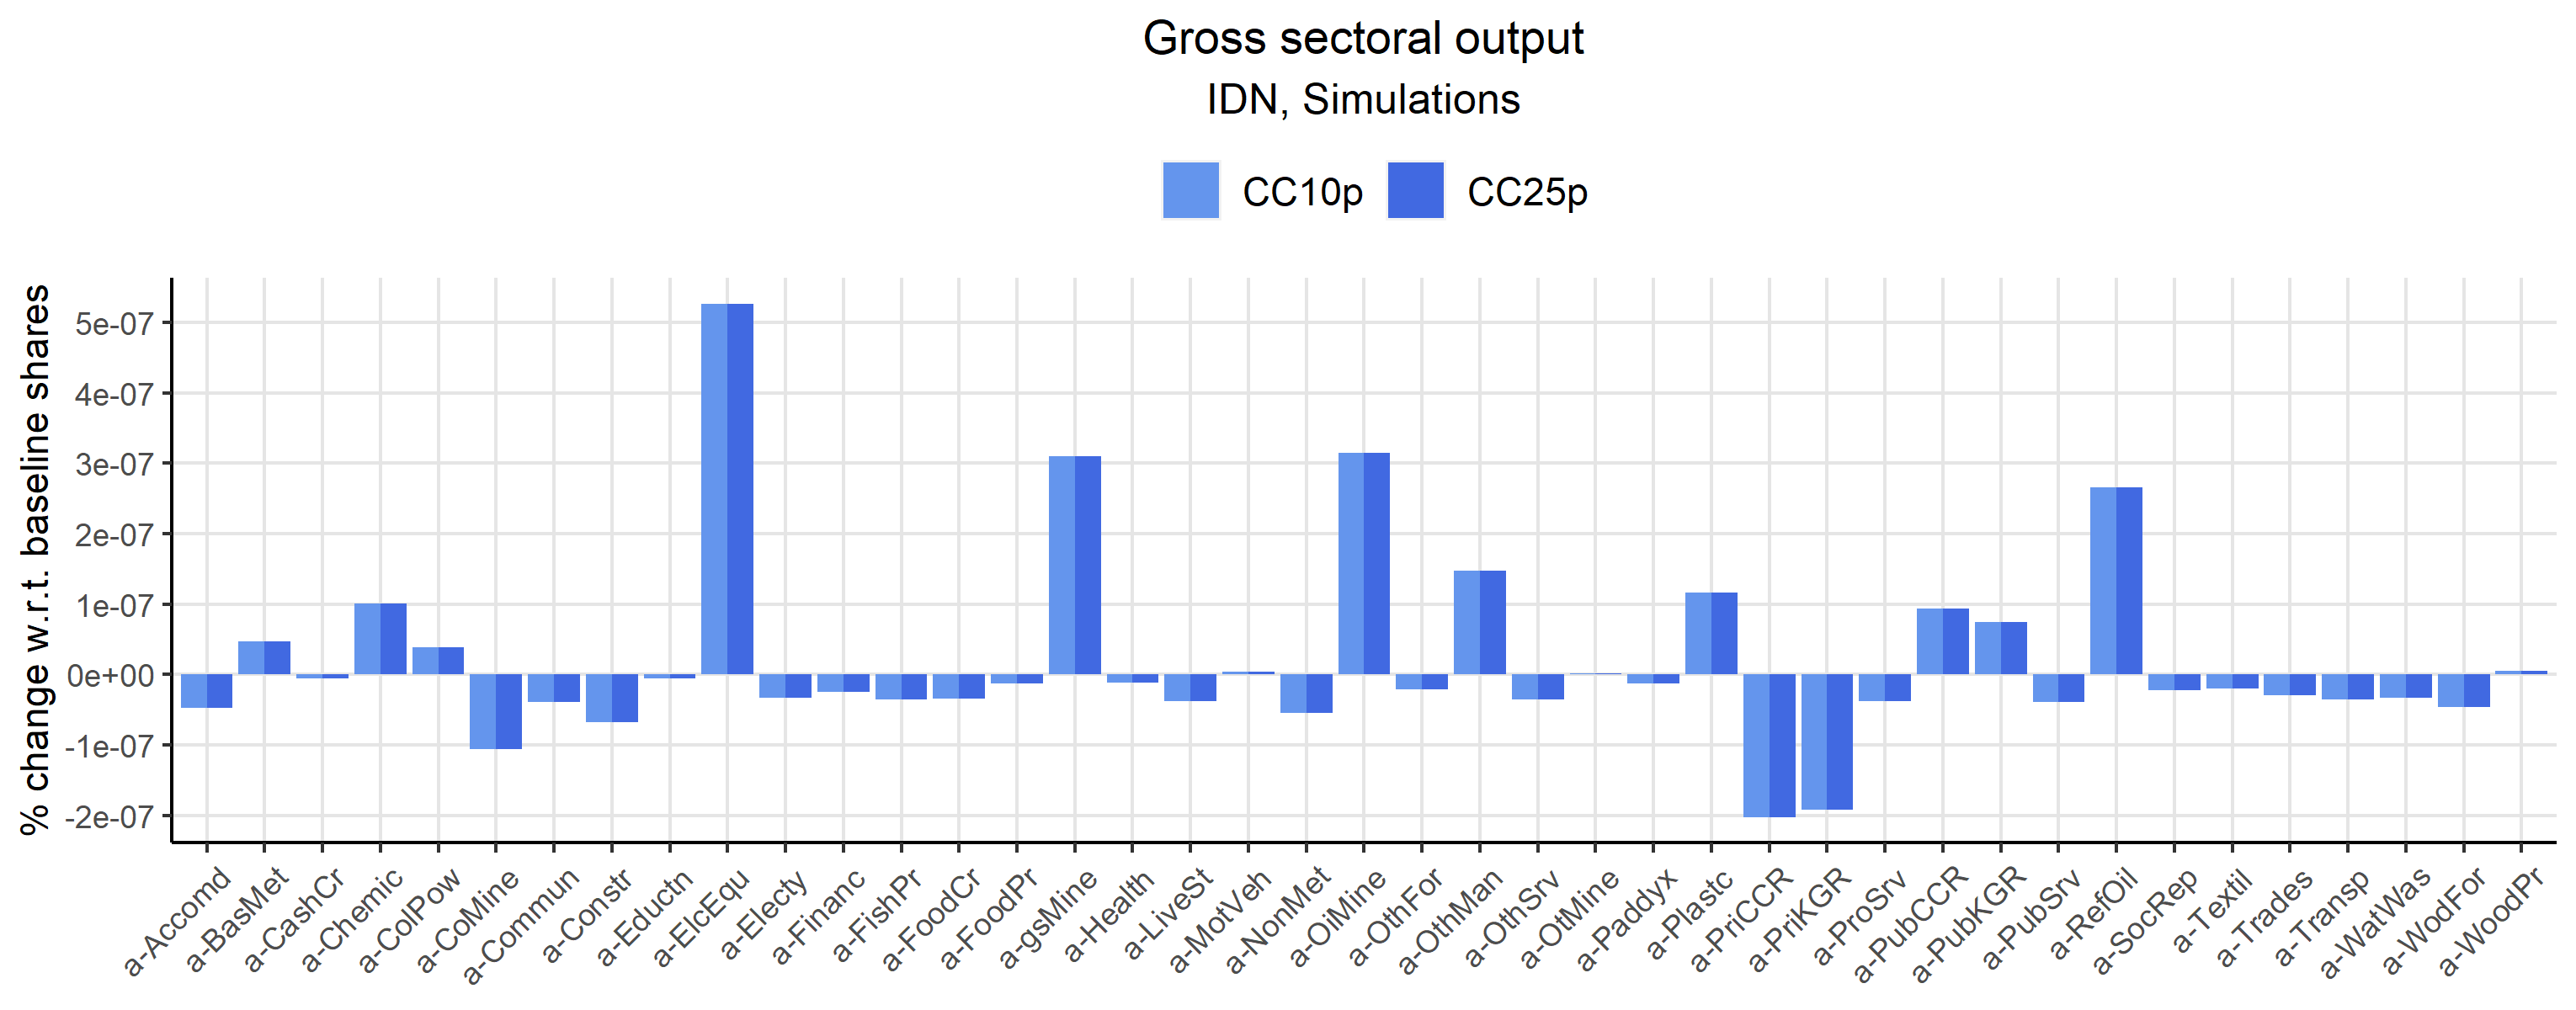 Gross sectoral output
IDN, Simulations
CC10p CC25p
% change w.r.t. baseline shares
5e-07
4e-07
3e-07
2e-07
1e-07
0e+00
-1e-07
-2e-07
a-Accomd
a-BasMet
a-CashCr
a-Chemic
a-ColPow
a-CoMine
a-Commun
a-Constr
a-Eductn
a-ElcEqu
a-Electy
a-Financ
a-FishPr
a-FoodCr
a-FoodPr
a-gsMine
a-Health
a-LiveSt
a-MotVeh
a-NonMet
a-OlMine
a-OthFor
a-OthMan
a-OthSrv
a-OtMine
a-Paddyx
a-Plastc
a-PriCCR
a-PriKGR
a-ProSrv
a-PubCCR
a-PubKGR
a-PubSrv
a-RefOil
a-SocRep
a-Textil
a-Trades
a-Transp
a-WatWas
a-WodFor
a-WoodPr